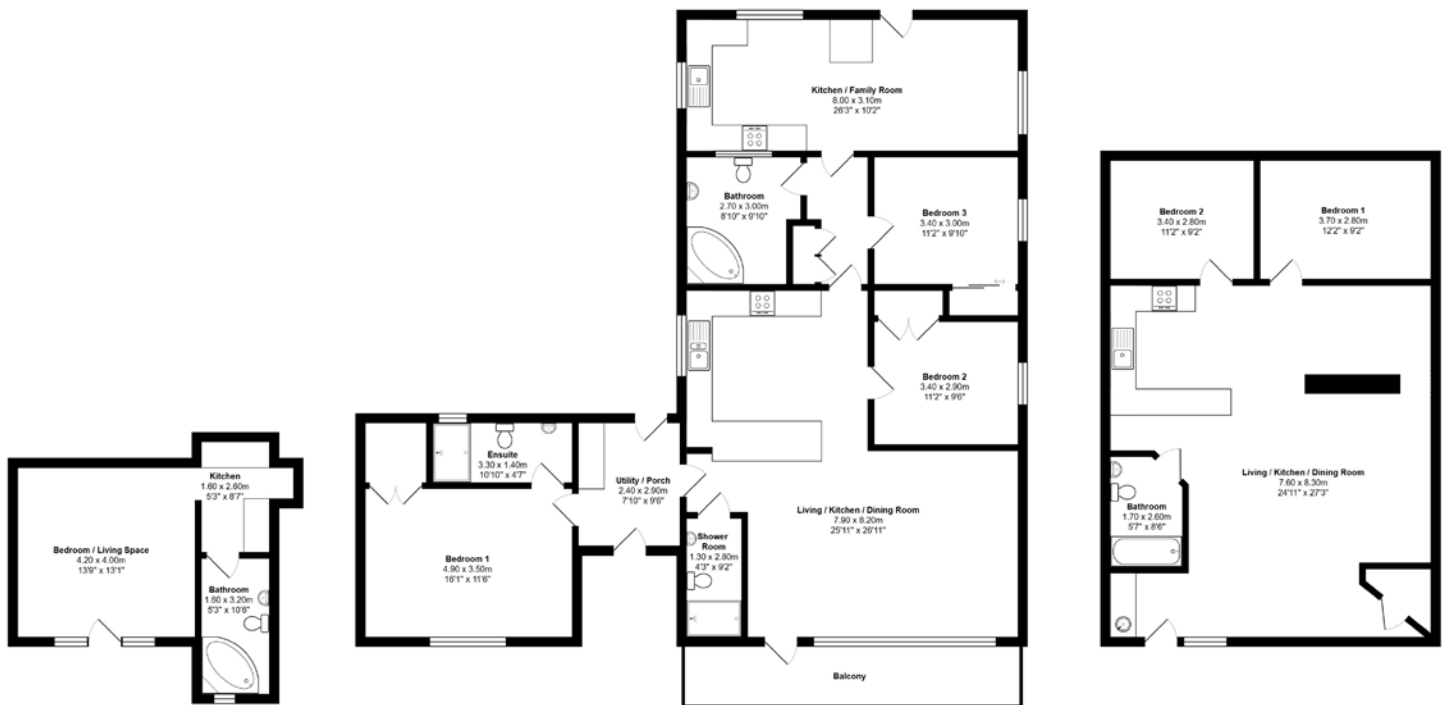 Kitchen / Family Room
8.00 x 3.10m
26'3" x 10'2"
Bathroom
2.70 x 3.00m
8'10" x 9'10"
Bedroom 3
3.40 x 3.00m
11'2" x 9'10"
Bedroom 2
3.40 x 2.90m
11'2" x 9'6"
Ensuite
3.30 x 1.40m
10'10" x 4'7"
Utility / Porch
2.40 x 2.90m
7'10" x 9'6"
Living / Kitchen / Dining Room
7.90 x 8.20m
25'11" x 26'11"
Shower
Room
1.30 x 2.80m
4'3" x 9'2"
Bedroom 1
4.90 x 3.50m
16'1" x 11'6"
Balcony
Kitchen
1.60 x 2.60m
5'3" x 8'7"
Bedroom / Living Space
4.20 x 4.00m
13'9" x 13'1"
Bathroom
1.60 x 3.20m
5'3" x 10'6"
Bedroom 2
3.40 x 2.80m
11'2" x 9'2"
Bedroom 1
3.70 x 2.80m
12'2" x 9'2"
Living / Kitchen / Dining Room
7.60 x 8.30m
24'11" x 27'3"
Bathroom
1.70 x 2.60m
5'7" x 8'6"